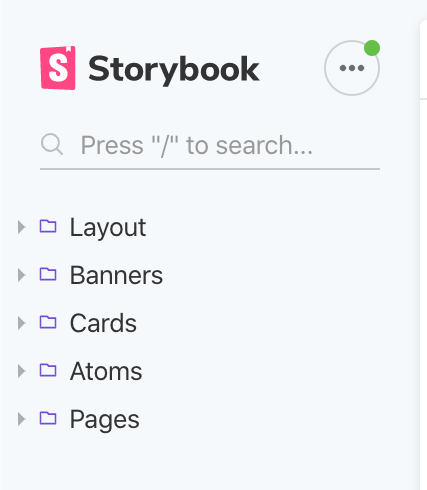 Storybook
Press "/" to search...
Layout
Banners
Cards
Atoms
Pages